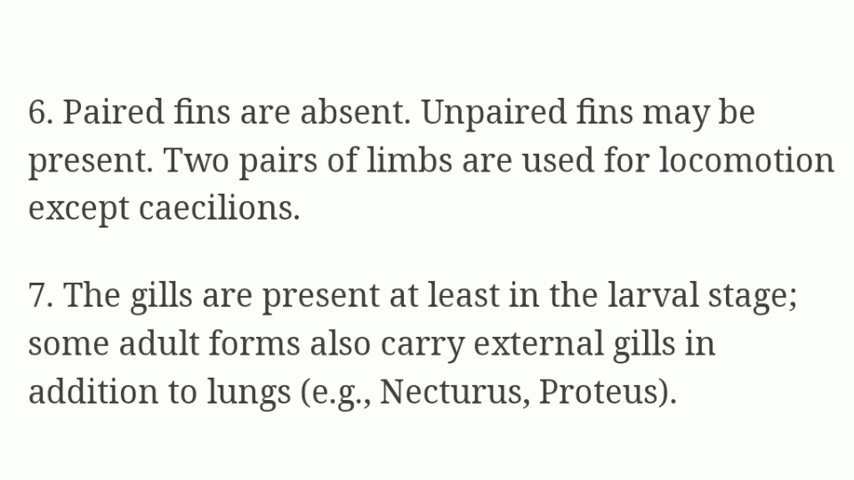 6. Paired fins are absent. Unpaired fins may be
present. Two pairs of limbs are used for locomotion
except caecilions.
7. The gills are present at least in the larval stage;
some adult forms also carry external gills in
addition to lungs (e.g., Necturus, Proteus).